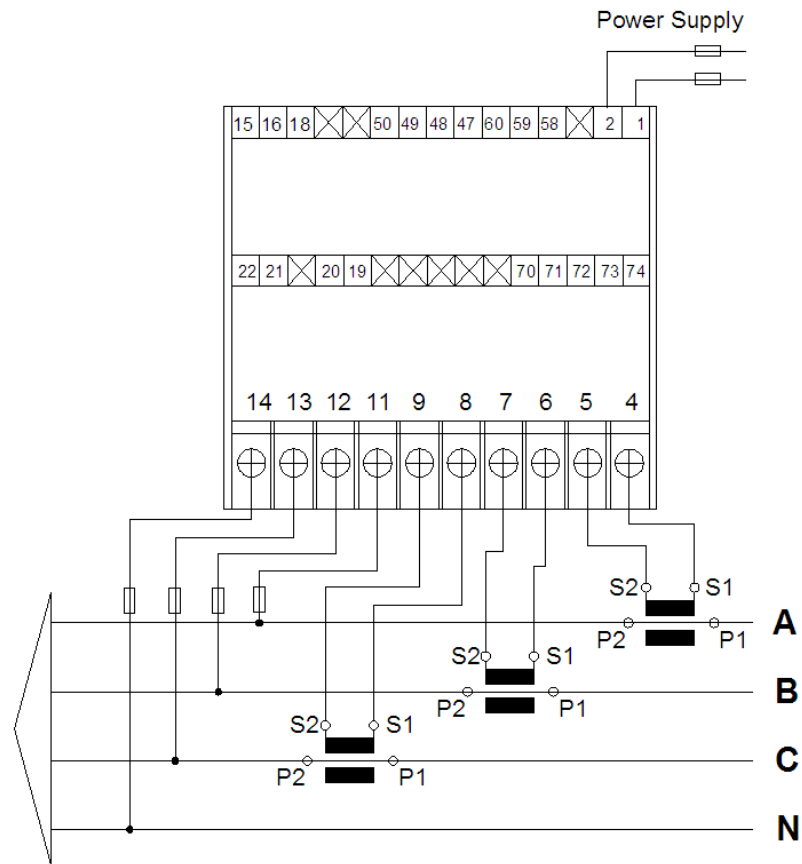 Power Supply
15 16 18 50 49 48 47 60 59 58 2 1
22 21 20 19 70 71 72 73 74
14 13 12 11 9 8 7 6 5 4
S2 S1
A
P2 P1
S2 S1
B
P2 P1
S2 S1
C
P2 P1
N